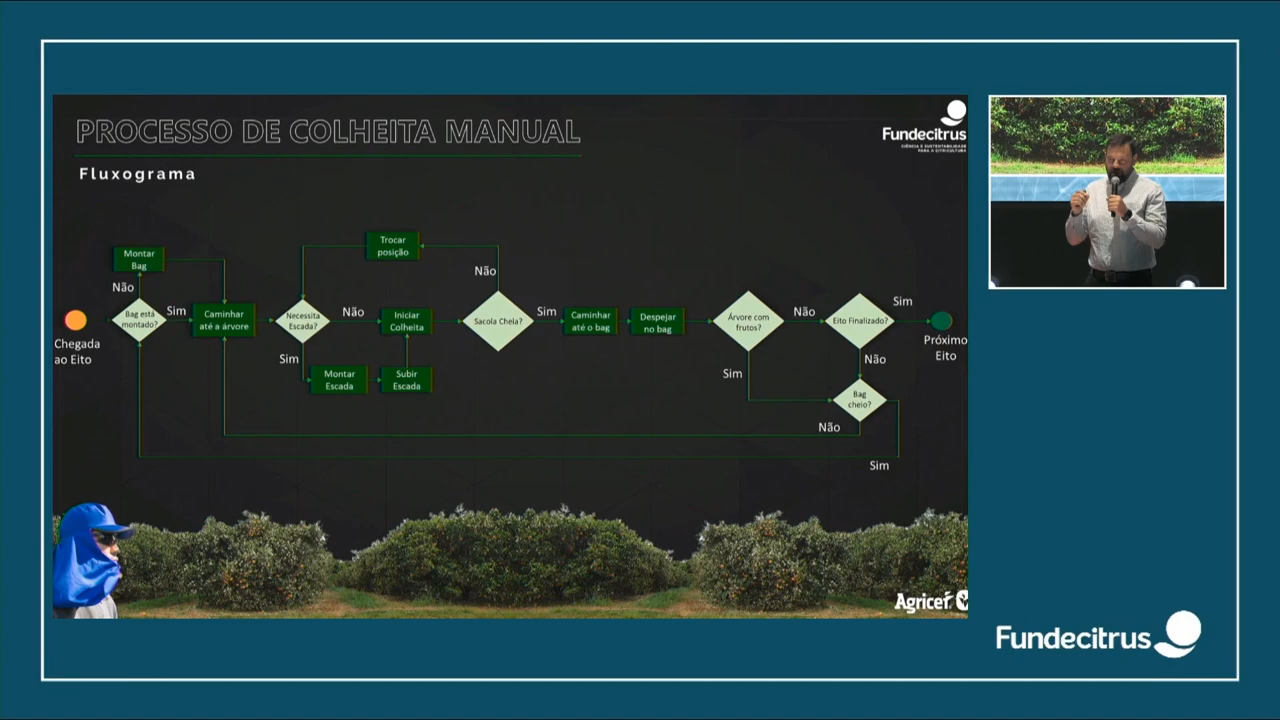 PROCESSO DE COLHEITA MANUAL
Fluxograma
Fundecitrus
CIÊNCIA E SUSTENTABILIDADE
PARA A CITRICULTURA
Chegada
ao Eito
Bag está
montado?
Não
Montar
Bag
Sim
Caminhar
até a árvore
Necessita
Escada?
Não
Sim
Montar
Escada
Subir
Escada
Iniciar
Colheita
Sacola Cheia?
Não
Trocar
posição
Sim
Caminhar
até o bag
Despejar
no bag
Árvore com
frutos?
Não
Sim
Eito Finalizado?
Sim
Próximo
Eito
Não
Bag
cheio?
Não
Sim
Agricef
Fundecitrus